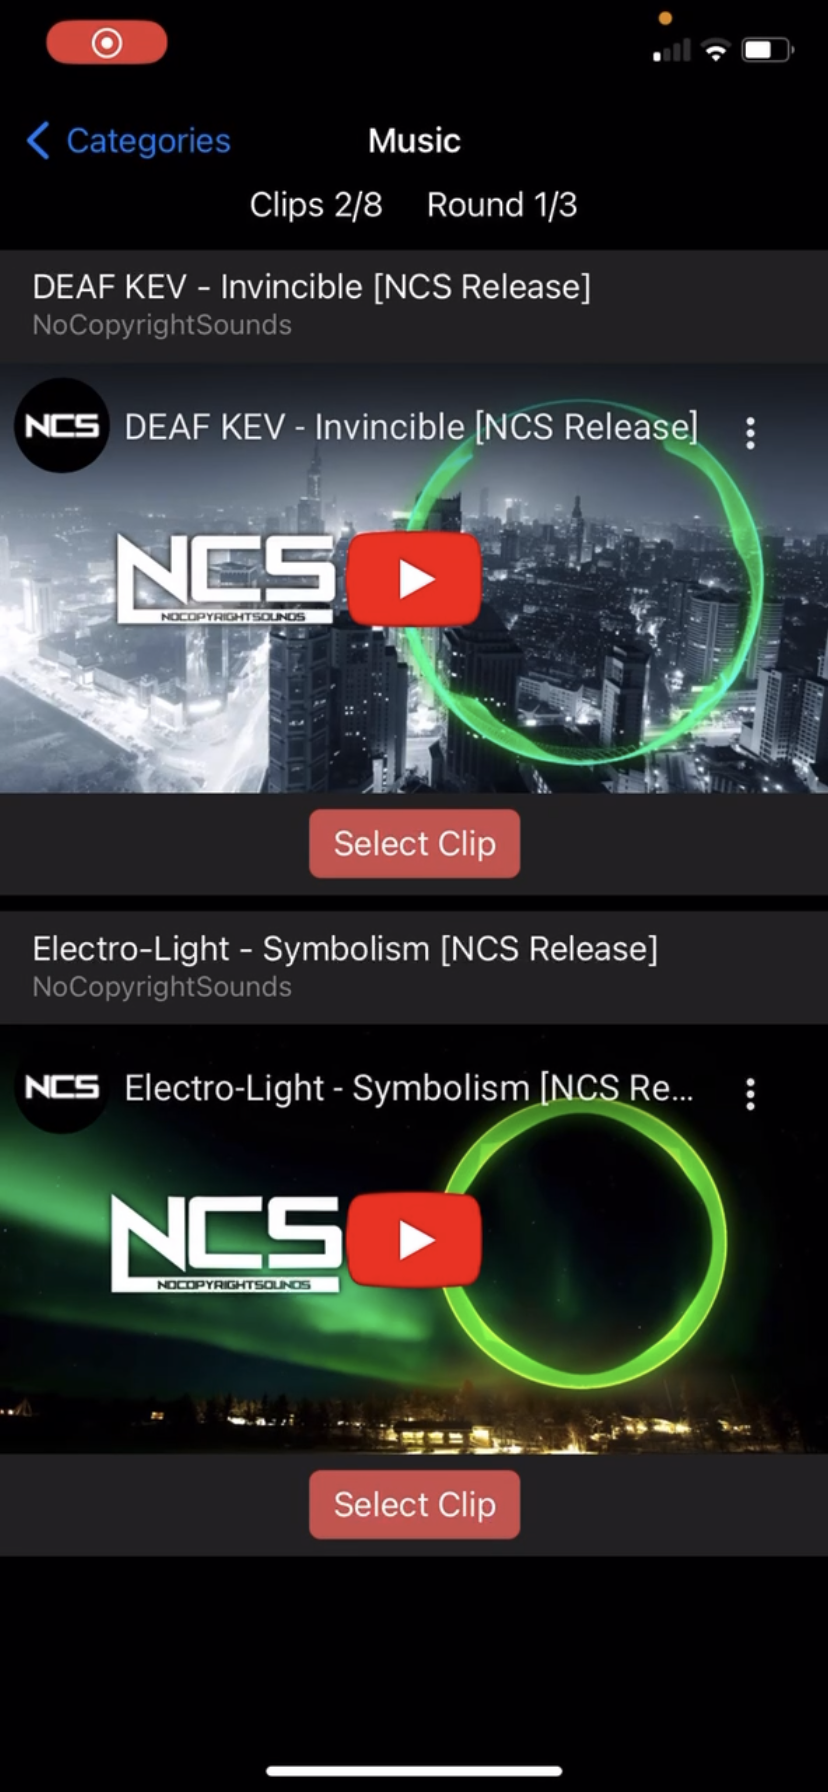 Categories
Music
Clips 2/8 Round 1/3
DEAF KEV - Invincible [NCS Release]
NoCopyrightSounds
NCS DEAF KEV - Invincible [NCS Release]
NCS
NOCOPYRIGHTSOUNDS
Select Clip
Electro-Light - Symbolism [NCS Release]
NoCopyrightSounds
NCS Electro-Light - Symbolism [NCS Re...
NCS
NOCOPYRIGHTSOUNDS
Select Clip